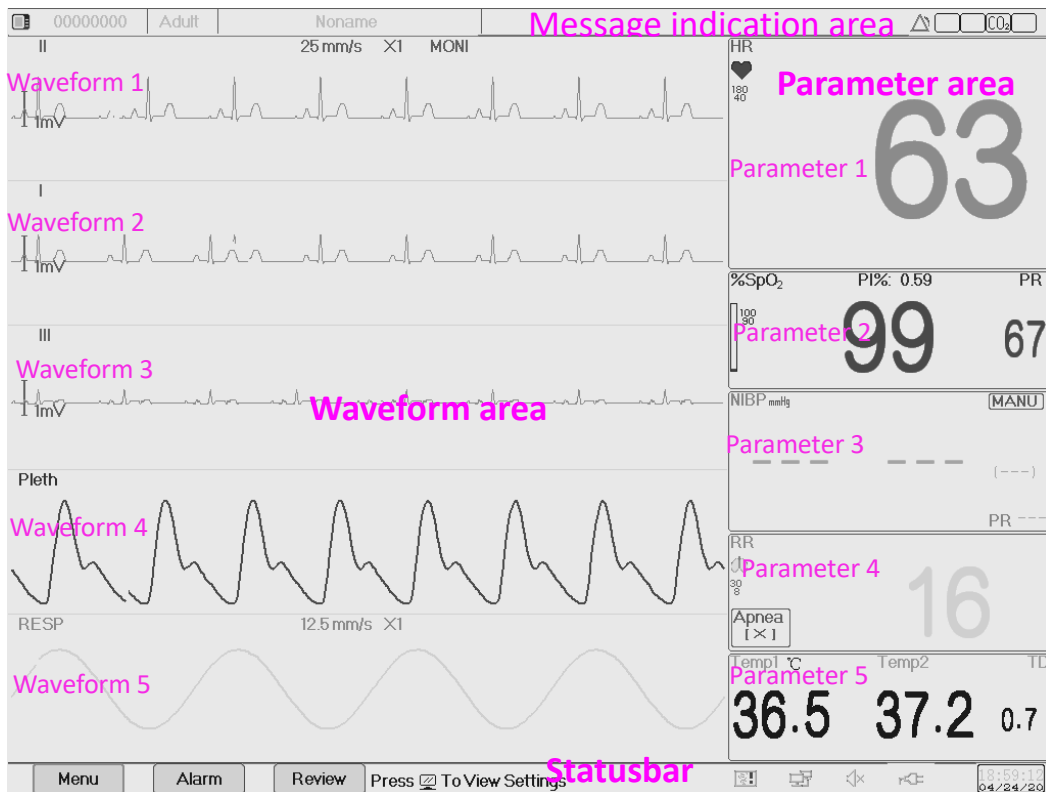 00000000 Adult Noname Message indication area CO₂
II 25 mm/s X1 MONI
Waveform 1
1mV
I
Waveform 2
1mV
III
Waveform 3
1mV
Waveform area
Pleth
Waveform 4
RESP 12.5 mm/s X1
Waveform 5
HR
Parameter area
180
40
63
Parameter 1
%SpO₂ PI%: 0.59 PR
100
90
Parameter 2
99 67
NIBP mmHg MANU
Parameter 3
--- --- (---)
PR ---
RR
Parameter 4
30
8
16
Apnea
[X]
Temp1 ℃ Temp2 TD
Parameter 5
36.5 37.2 0.7
Menu Alarm Review Press To View Settings Statusbar
18:59:12
04/24/20